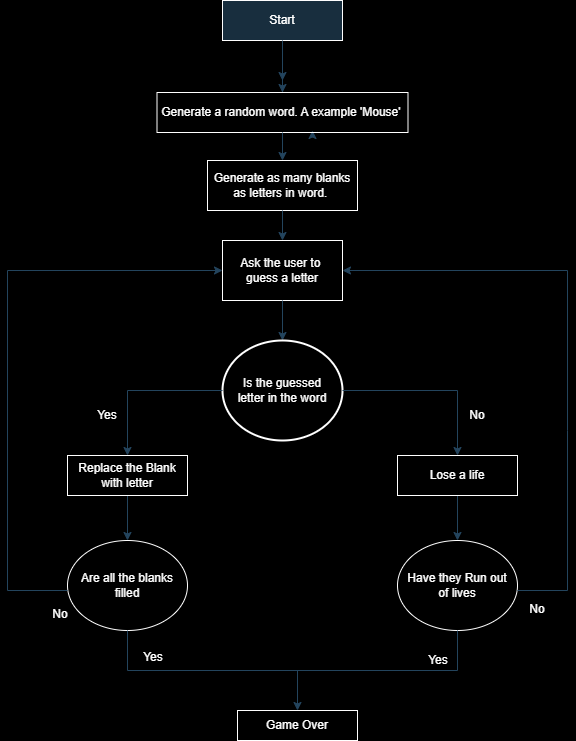 Start
Generate a random word. A example 'Mouse'
Generate as many blanks
as letters in word.
Ask the user to
guess a letter
Is the guessed
letter in the word
Yes
No
Replace the Blank
with letter
Lose a life
Are all the blanks
filled
Have they Run out
of lives
No
No
Yes
Yes
Game Over